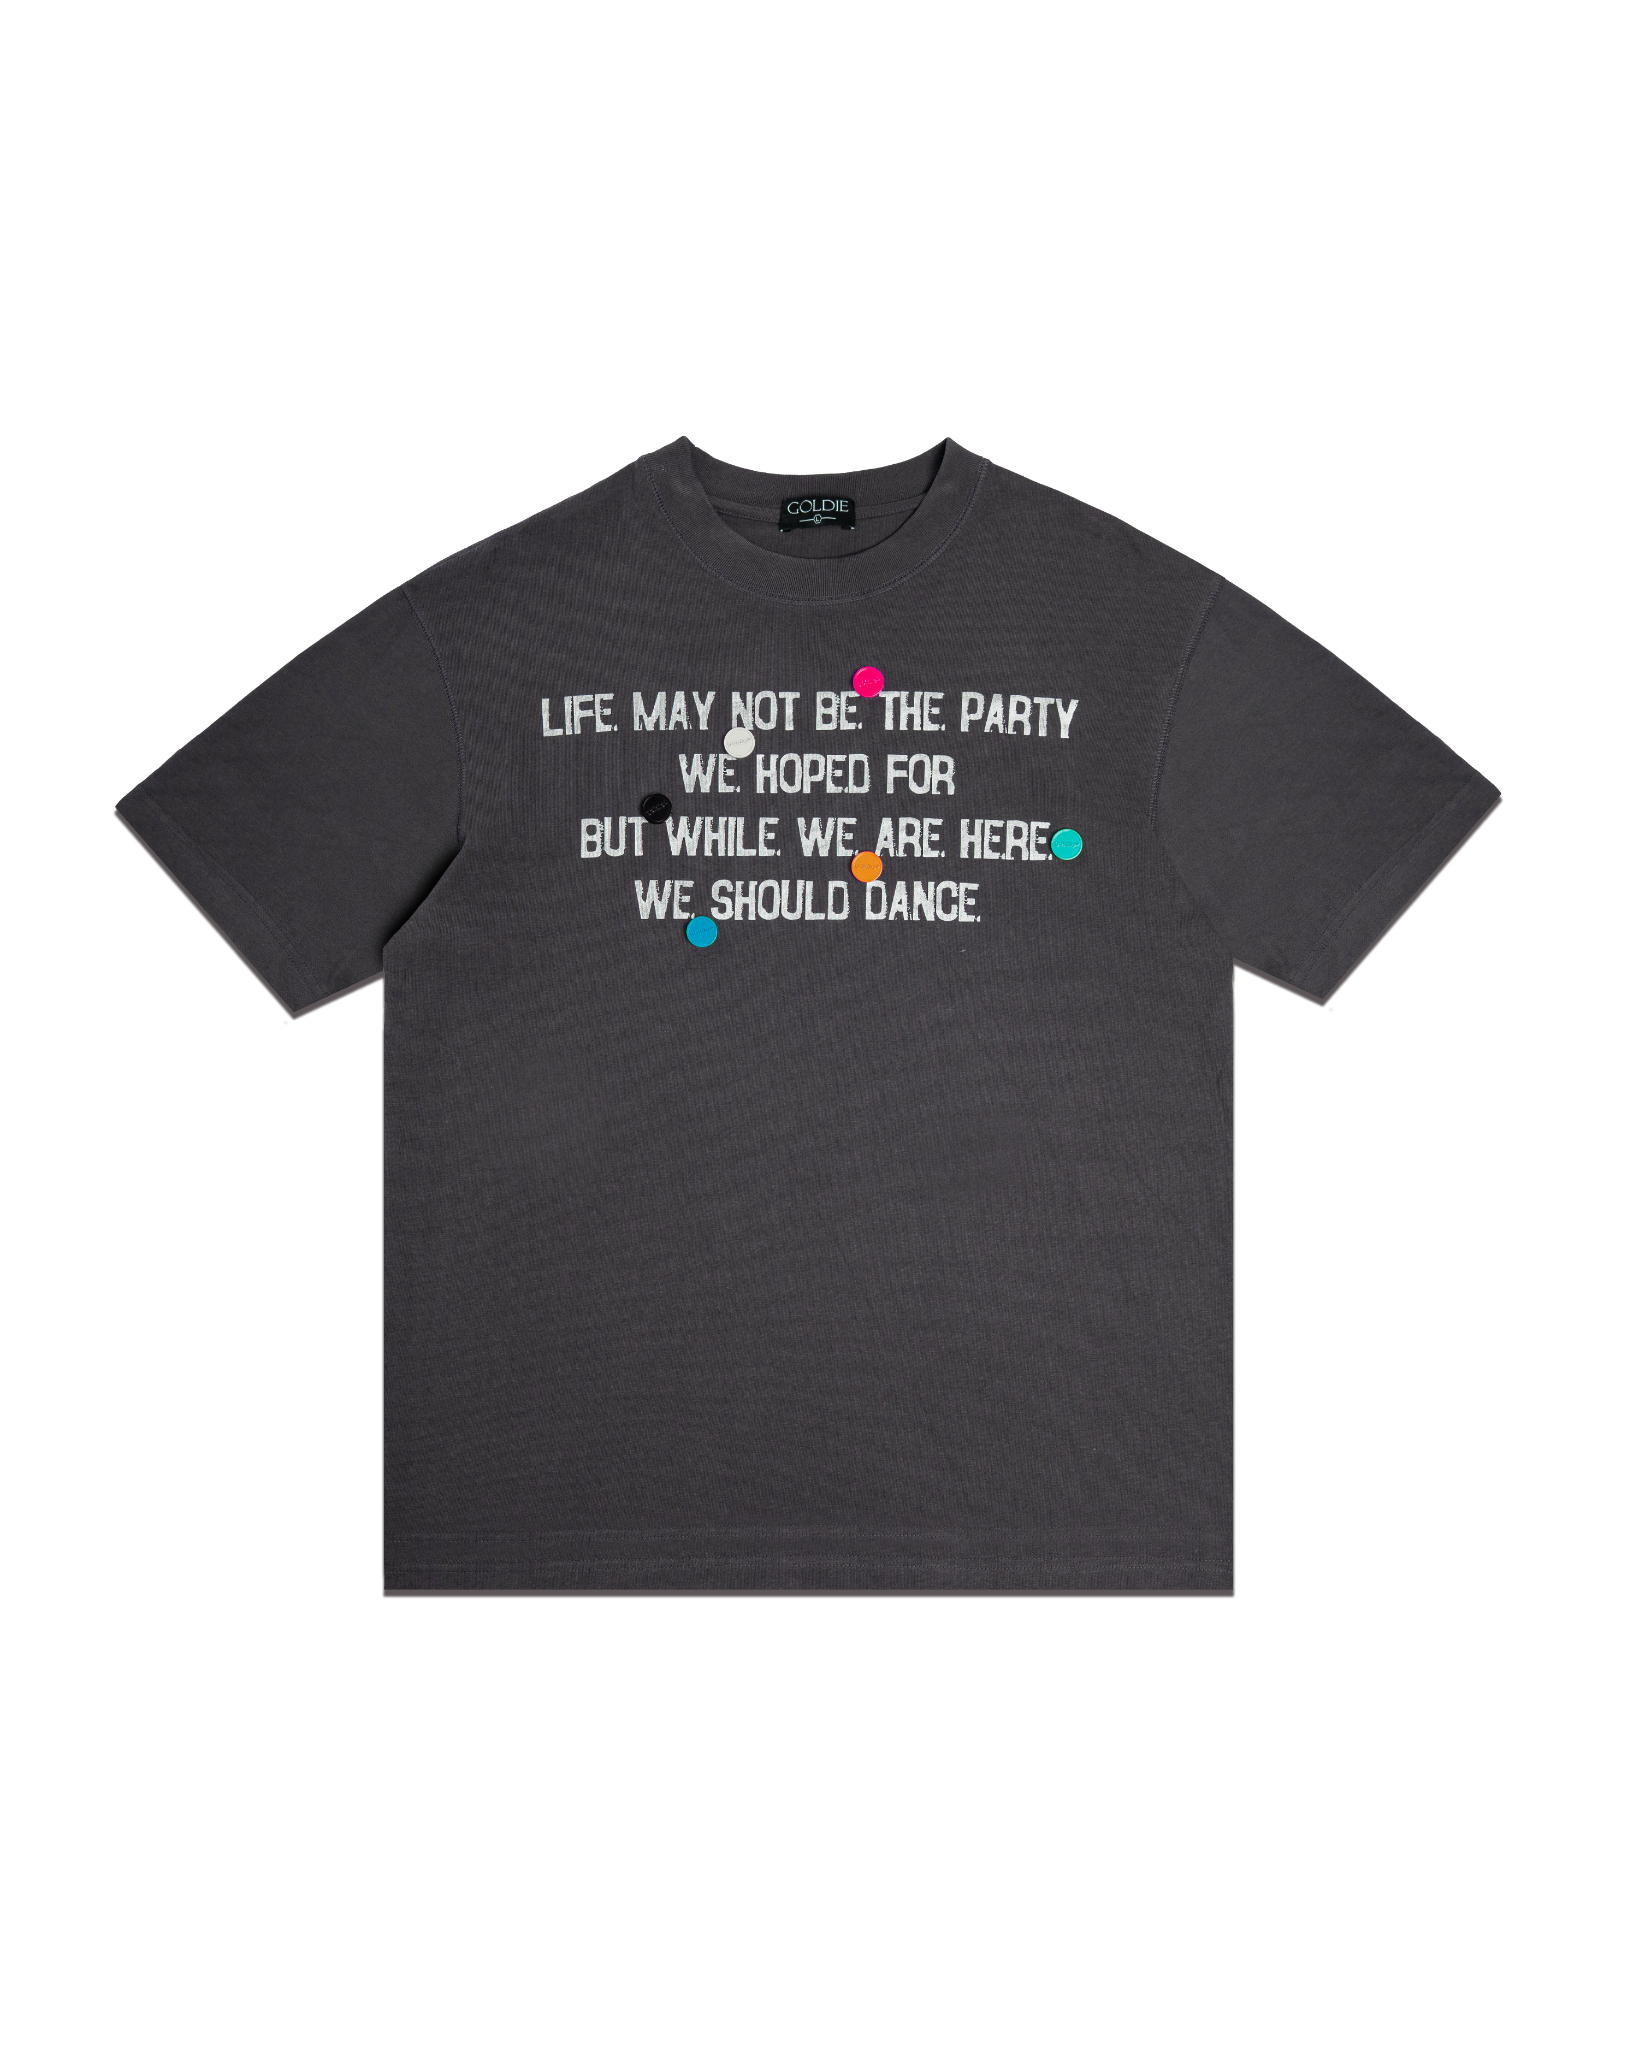 GOLDIE
L
LIFE MAY NOT BE THE PARTY
WE HOPED FOR
BUT WHILE WE ARE HERE
WE SHOULD DANCE